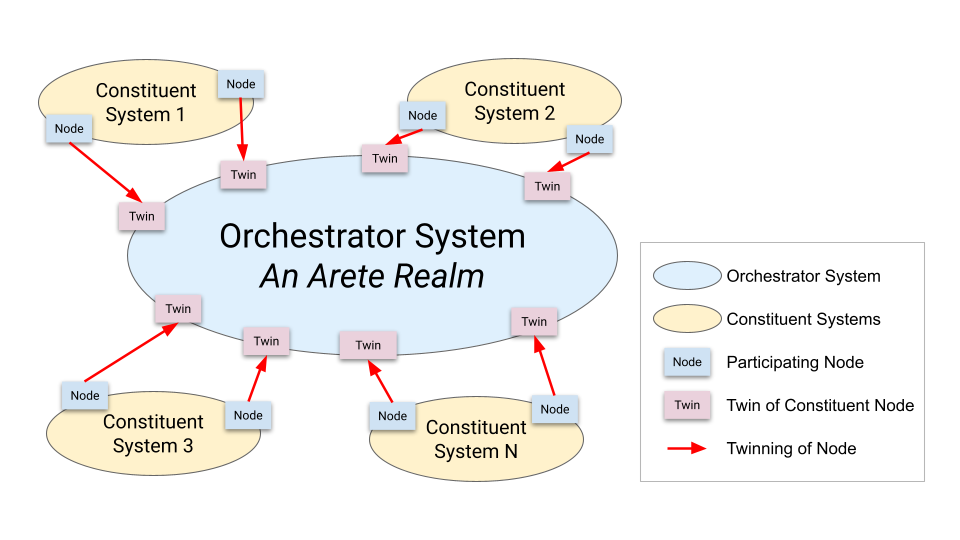 Constituent
System 1
Node
Node
Constituent
System 2
Node
Node
Twin
Twin
Twin
Twin
Orchestrator System
An Arete Realm
Twin
Twin
Twin
Twin
Node
Node
Constituent
System 3
Node
Node
Constituent
System N
Orchestrator System
Constituent Systems
Node Participating Node
Twin Twin of Constituent Node
Twinning of Node